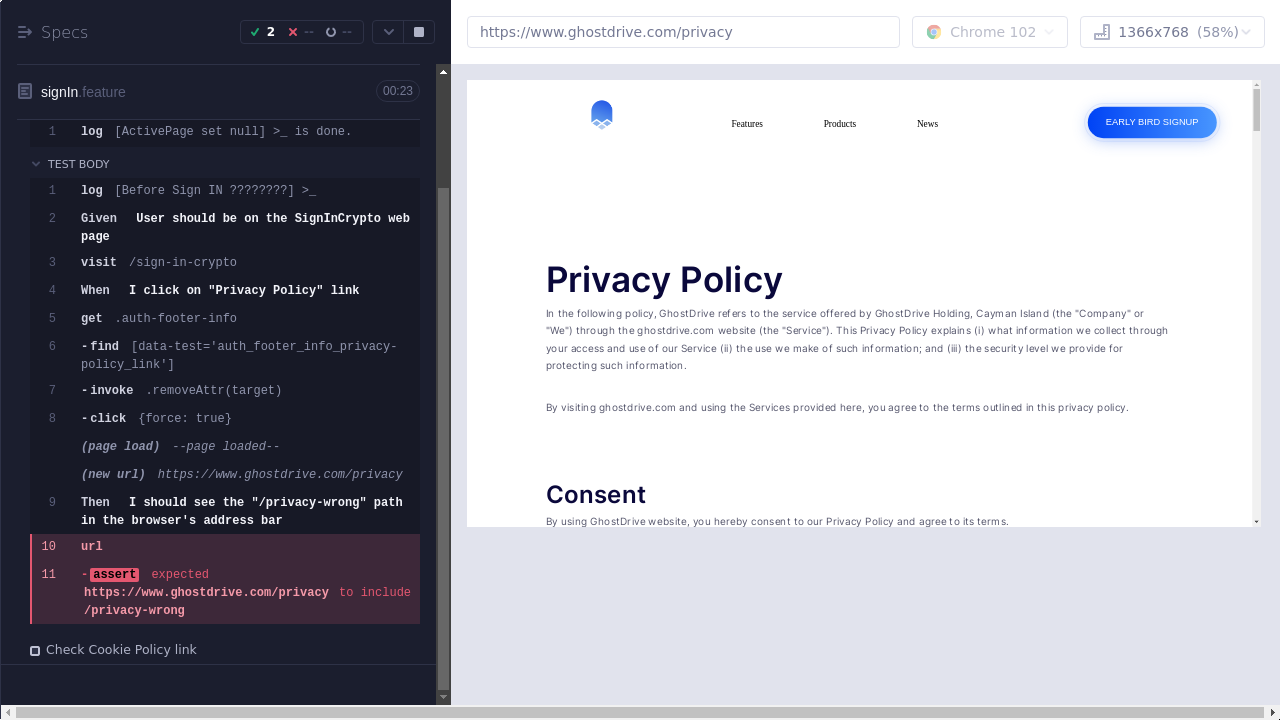 Specs
2
--
--
https://www.ghostdrive.com/privacy
Chrome 102
1366x768 (58%)
signIn.feature
00:23
1 log [ActivePage set null] >_ is done.
TEST BODY
1 log [Before Sign IN ????????] >_
2 Given User should be on the SignInCrypto web
page
3 visit /sign-in-crypto
4 When I click on "Privacy Policy" link
5 get .auth-footer-info
6 -find [data-test='auth_footer_info_privacy-
policy_link']
7 -invoke .removeAttr(target)
8 -click {force: true}
(page load) --page loaded--
(new url) https://www.ghostdrive.com/privacy
9 Then I should see the "/privacy-wrong" path
in the browser's address bar
10 url
11 -assert expected
https://www.ghostdrive.com/privacy to include
/privacy-wrong
Check Cookie Policy link
Features
Products
News
EARLY BIRD SIGNUP
Privacy Policy
In the following policy, GhostDrive refers to the service offered by GhostDrive Holding, Cayman Island (the "Company" or
"We") through the ghostdrive.com website (the "Service"). This Privacy Policy explains (i) what information we collect through
your access and use of our Service (ii) the use we make of such information; and (iii) the security level we provide for
protecting such information.
By visiting ghostdrive.com and using the Services provided here, you agree to the terms outlined in this privacy policy.
Consent
By using GhostDrive website, you hereby consent to our Privacy Policy and agree to its terms.